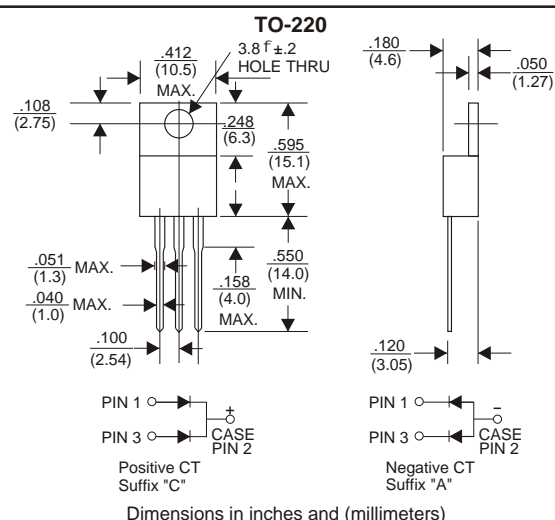 TO-220
.412
(10.5)
MAX.
3.8 f ±.2
HOLE THRU
.180
(4.6)
.050
(1.27)
.108
(2.75)
.248
(6.3)
.595
(15.1)
MAX.
.051 MAX.
(1.3)
.040 MAX.
(1.0)
.158
(4.0)
MAX.
.550
(14.0)
MIN.
.100
(2.54)
.120
(3.05)
PIN 1
+
PIN 3
CASE
PIN 2
Positive CT
Suffix "C"
PIN 1
−
PIN 3
CASE
PIN 2
Negative CT
Suffix "A"
Dimensions in inches and (millimeters)